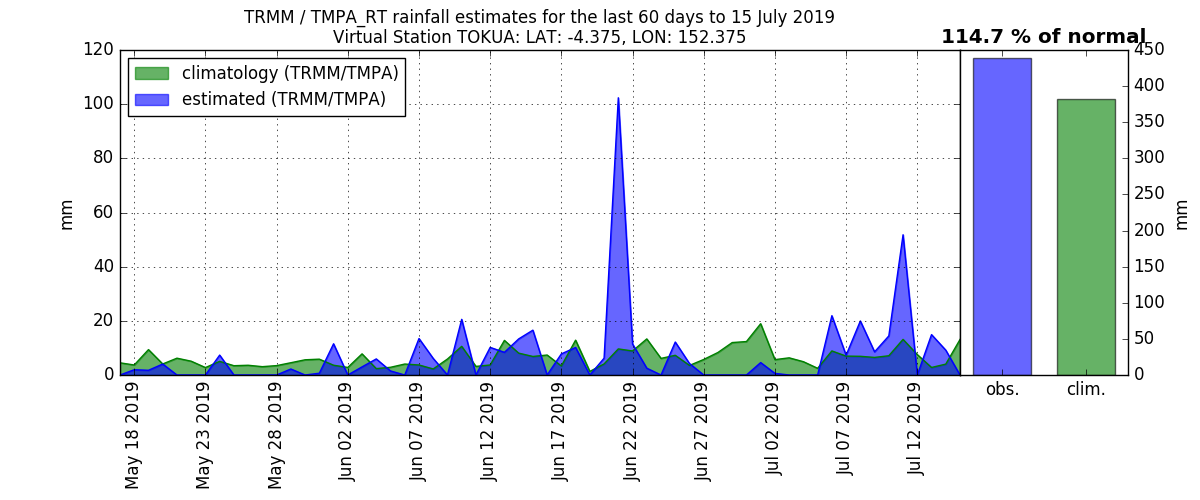 TRMM / TMPA_RT rainfall estimates for the last 60 days to 15 July 2019
Virtual Station TOKUA: LAT: -4.375, LON: 152.375
114.7 % of normal
climatology (TRMM/TMPA)
estimated (TRMM/TMPA)
mm
120
100
80
60
40
20
0
May 18 2019
May 23 2019
May 28 2019
Jun 02 2019
Jun 07 2019
Jun 12 2019
Jun 17 2019
Jun 22 2019
Jun 27 2019
Jul 02 2019
Jul 07 2019
Jul 12 2019
obs.
clim.
450
400
350
300
250
200
150
100
50
0
mm